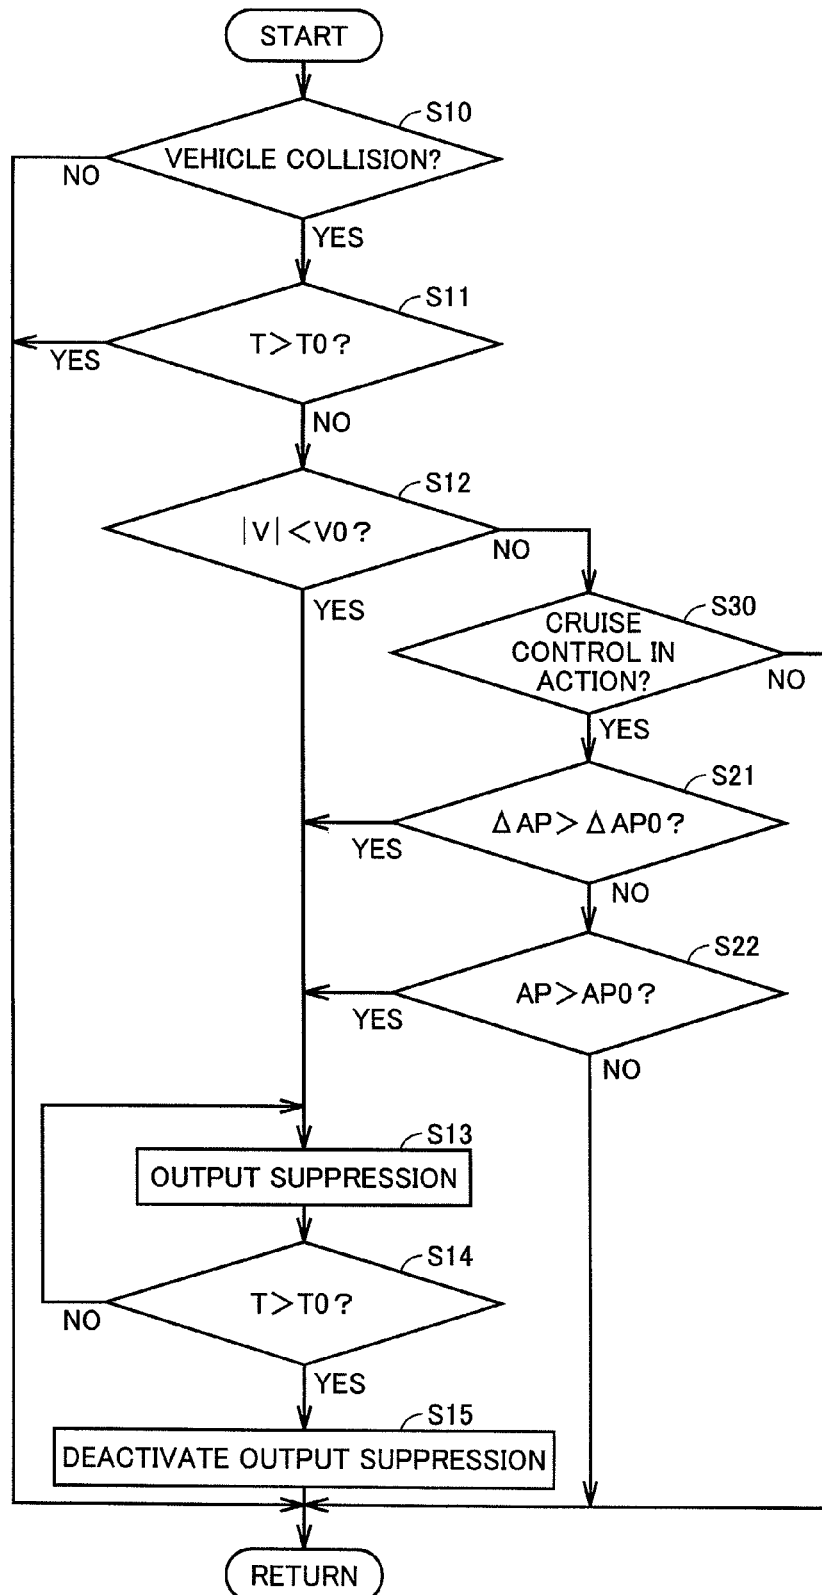 START
S10
VEHICLE COLLISION?
NO
YES
S11
T>T0?
YES
NO
S12
|V|<V0?
NO
YES
S30
CRUISE
CONTROL IN
ACTION?
NO
YES
S21
ΔAP>ΔAP0?
YES
NO
S22
AP>AP0?
YES
NO
S13
OUTPUT SUPPRESSION
S14
T>T0?
NO
YES
S15
DEACTIVATE OUTPUT SUPPRESSION
RETURN